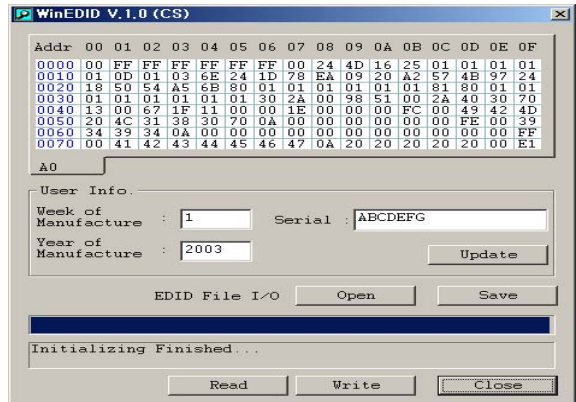 WinEDID V.1.0 (CS)
Addr 00 01 02 03 04 05 06 07 08 09 0A 0B 0C 0D 0E 0F
0000 00 FF FF FF FF FF FF 00 24 4D 16 25 01 01 01 01
0010 01 0D 01 03 6E 24 1D 78 EA 09 20 A2 57 4B 97 24
0020 18 50 54 A5 6B 80 01 01 01 01 01 01 81 80 01 01
0030 01 01 01 01 01 01 30 2A 00 98 51 00 2A 40 30 70
0040 13 00 67 1F 11 00 00 1E 00 00 00 FC 00 49 42 4D
0050 20 4C 31 38 30 70 0A 00 00 00 00 00 00 FE 00 39
0060 34 39 34 0A 00 00 00 00 00 00 00 00 00 00 00 FF
0070 00 41 42 43 44 45 46 47 0A 20 20 20 20 20 00 E1
A0
User Info.
Week of Manufacture : 1 Serial : ABCDEFG
Year of Manufacture : 2003 Update
EDID File I/O Open Save
Initializing Finished...
Read Write Close